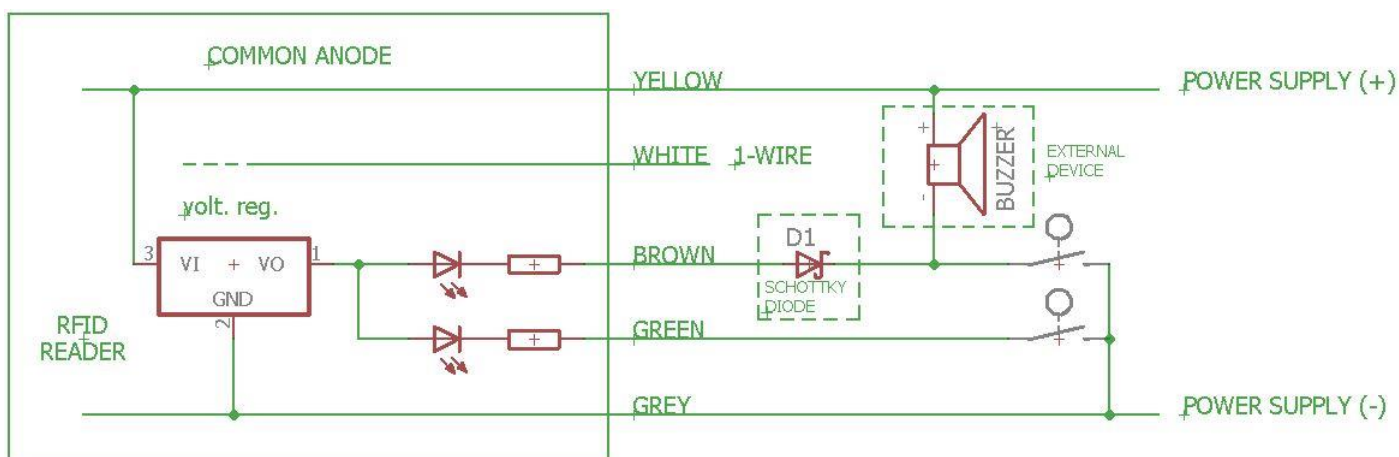 COMMON ANODE
YELLOW
POWER SUPPLY (+)
+
+
BUZZER
-
EXTERNAL
DEVICE
WHITE
1-WIRE
volt. reg.
3
VI
VO
1
GND
2
BROWN
D1
SCHOTTKY
DIODE
RFID
READER
GREEN
GREY
POWER SUPPLY (-)